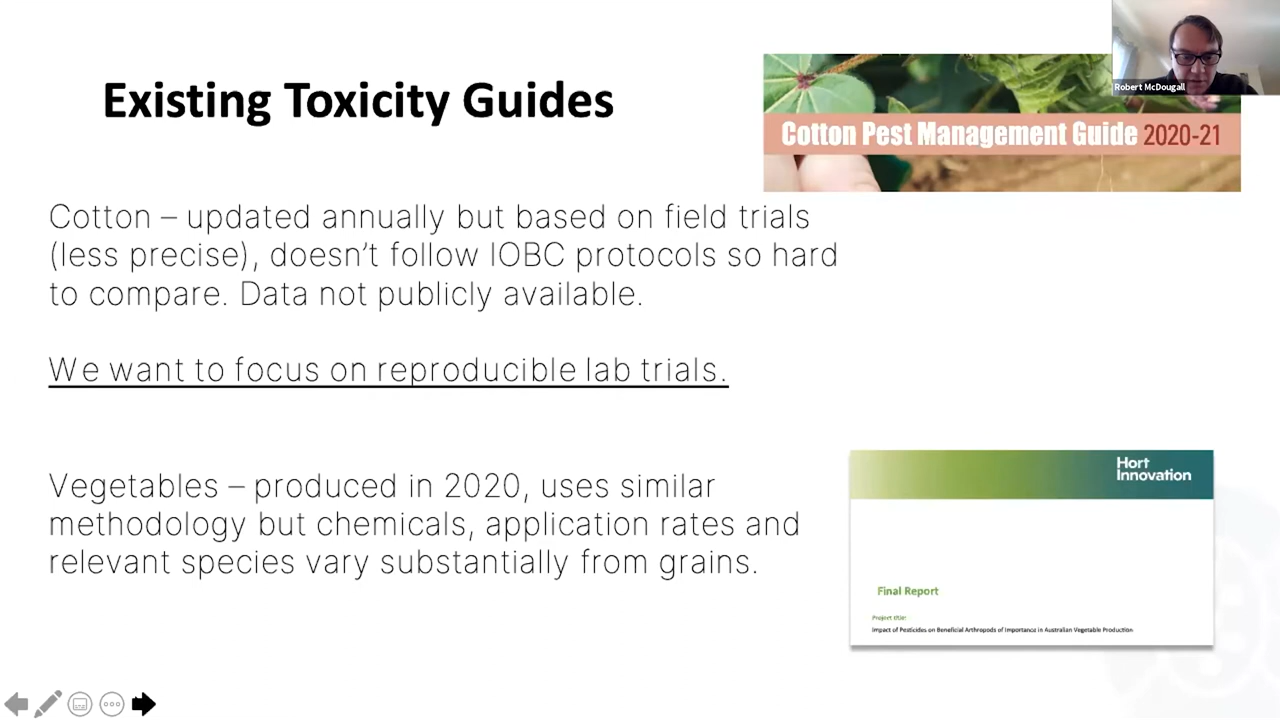 Robert McDougall
Existing Toxicity Guides
Cotton Pest Management Guide 2020-21
Cotton – updated annually but based on field trials
(less precise), doesn’t follow IOBC protocols so hard
to compare. Data not publicly available.
We want to focus on reproducible lab trials.
Vegetables – produced in 2020, uses similar
methodology but chemicals, application rates and
relevant species vary substantially from grains.
Hort
Innovation
Final Report
Project title:
Impact of Pesticides on Beneficial Arthropods of Importance in Australian Vegetable Production